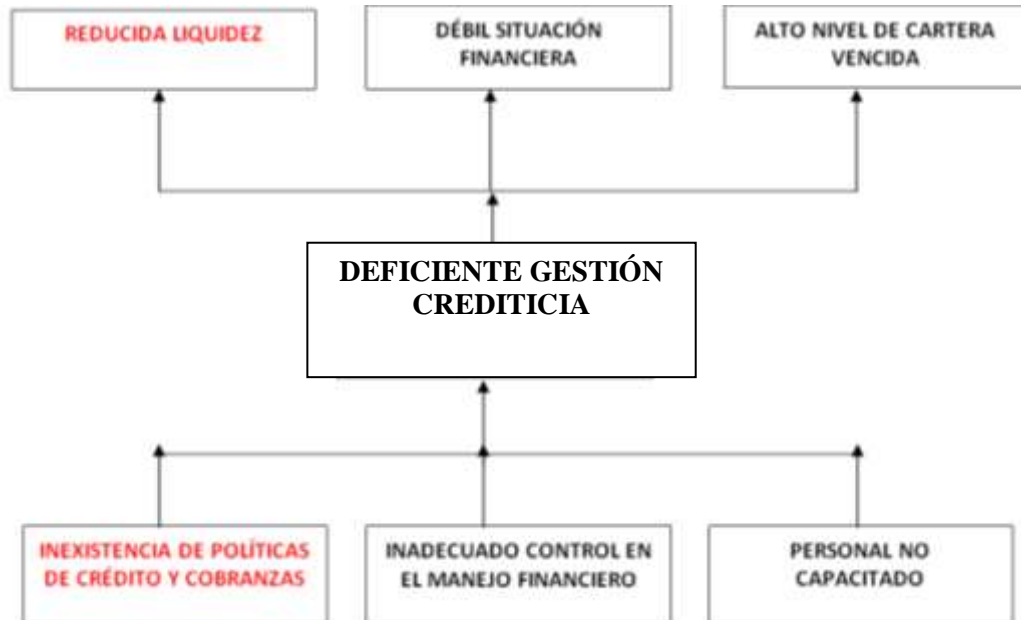 REDUCIDA LIQUIDEZ
DÉBIL SITUACIÓN
FINANCIERA
ALTO NIVEL DE CARTERA
VENCIDA
DEFICIENTE GESTIÓN
CREDITICIA
INEXISTENCIA DE POLÍTICAS
DE CRÉDITO Y COBRANZAS
INADECUADO CONTROL EN
EL MANEJO FINANCIERO
PERSONAL NO
CAPACITADO